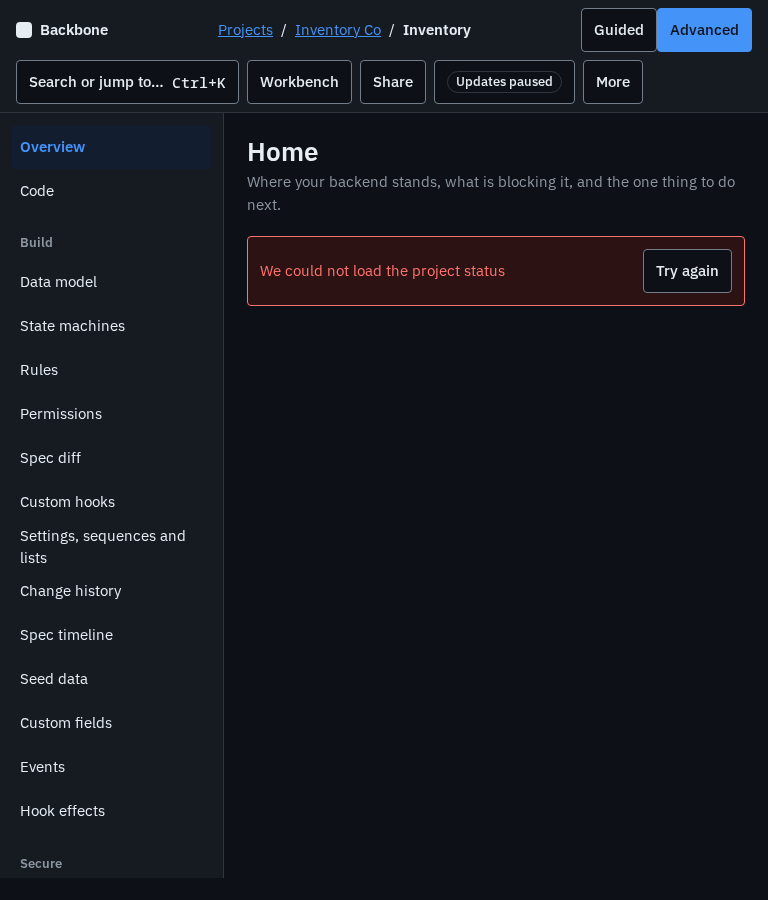 Backbone
Projects / Inventory Co / Inventory
Guided
Advanced
Search or jump to... Ctrl+K
Workbench
Share
Updates paused
More
Overview
Code
Build
Data model
State machines
Rules
Permissions
Spec diff
Custom hooks
Settings, sequences and
lists
Change history
Spec timeline
Seed data
Custom fields
Events
Hook effects
Secure
Home
Where your backend stands, what is blocking it, and the one thing to do
next.
We could not load the project status
Try again